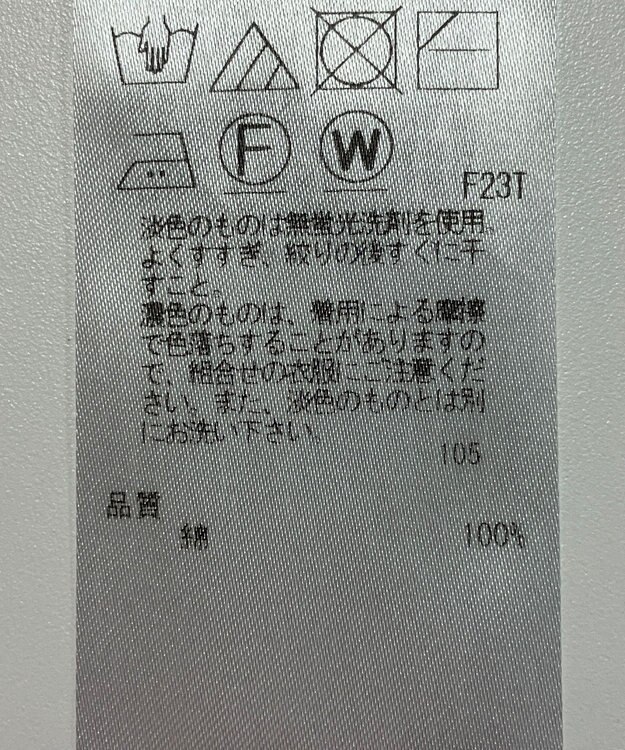 F
W
F23T
淡色のものは無蛍光洗剤を使用。
よくすすぎ、絞りの後すぐに干
すこと。
濃色のものは、着用による摩擦
で色落ちすることがありますの
で、組合せの衣服にご注意くだ
さい。また、淡色のものとは別
にお洗い下さい。
105
品質
綿 100%